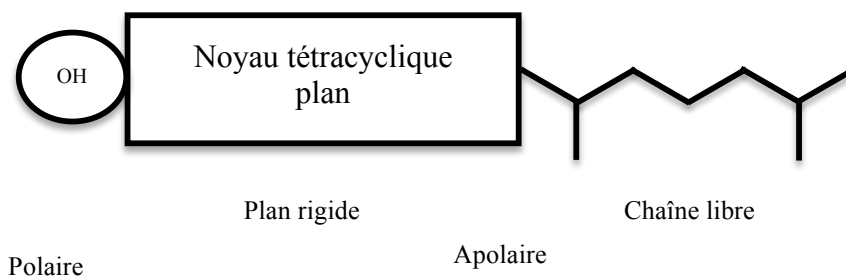 OH
Noyau tétracyclique
plan
Plan rigide
Chaîne libre
Apolaire
Polaire